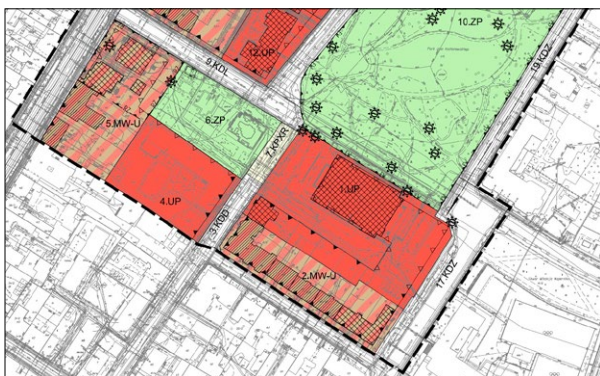 10.ZP
12.UP
19.KDZ
9.KDL
5.MW-U
6.ZP
7.KPXR
1.UP
4.UP
3.KDD
2.MW-U
17.KDZ